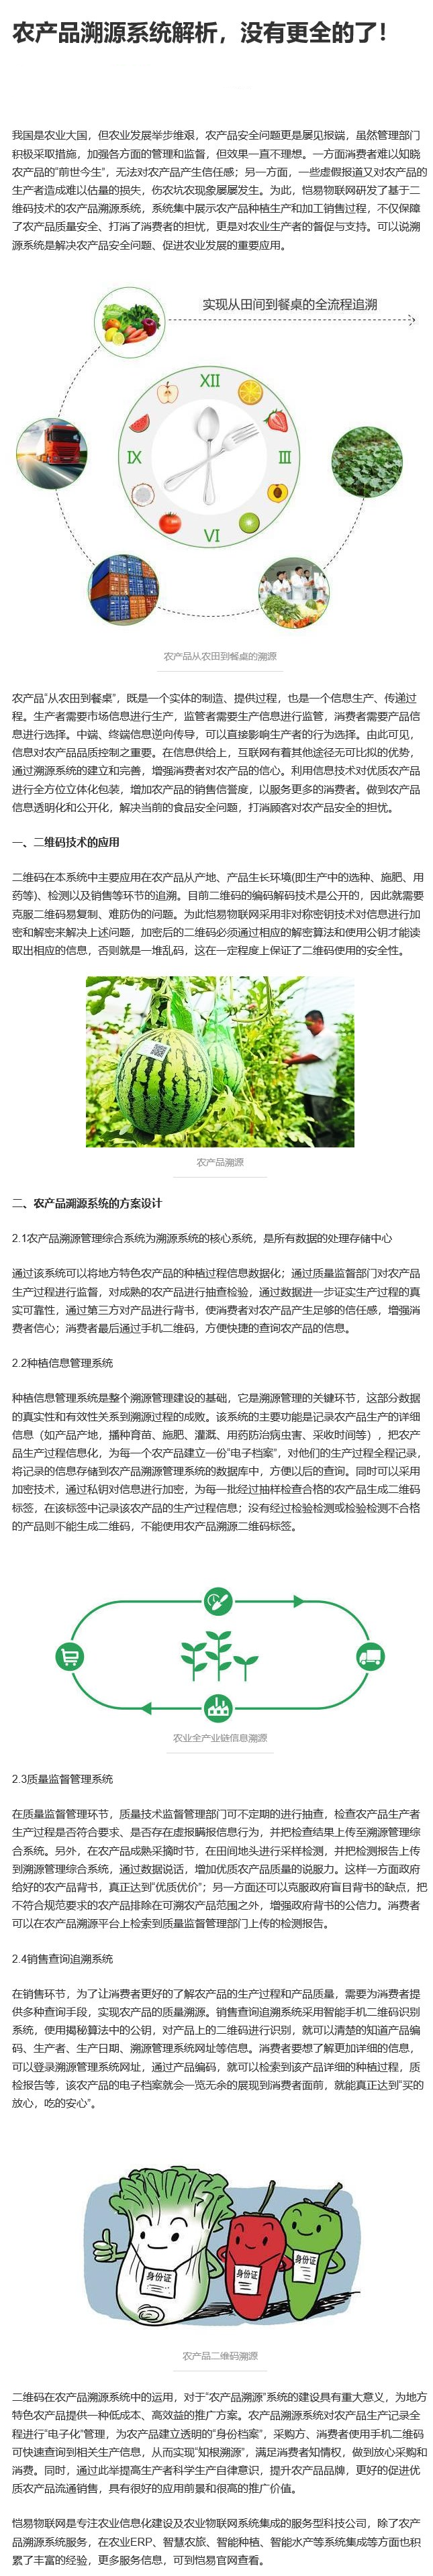 农产品溯源系统解析，没有更全的了！
我国是农业大国，但农业发展举步维艰，农产品安全问题更是屡见报端，虽然管理部门
积极采取措施，加强各方面的管理和监督，但效果一直不理想。一方面消费者难以知晓
农产品的“前世今生”，无法对农产品产生信任感；另一方面，一些虚假报道又对农产品的
生产者造成难以估量的损失，伤农坑农现象屡屡发生。为此，恺易物联网研发了基于二
维码技术的农产品溯源系统，系统集中展示农产品种植生产和加工销售过程，不仅保障
了农产品质量安全、打消了消费者的担忧，更是对农业生产者的督促与支持。可以说溯
源系统是解决农产品安全问题、促进农业发展的重要应用。
实现从田间到餐桌的全流程追溯
XII
IX
III
VI
农产品从农田到餐桌的溯源
农产品“从农田到餐桌”，既是一个实体的制造、提供过程，也是一个信息生产、传递过
程。生产者需要市场信息进行生产，监管者需要生产信息进行监管，消费者需要产品信
息进行选择。中端、终端信息逆向传导，可以直接影响生产者的行为选择。由此可见，
信息对农产品品质控制之重要。在信息供给上，互联网有着其他途径无可比拟的优势，
通过溯源系统的建立和完善，增强消费者对农产品的信心。利用信息技术对优质农产品
进行全方位立体化包装，增加农产品的销售信誉度，以服务更多的消费者。做到农产品
信息透明化和公开化，解决当前的食品安全问题，打消顾客对农产品安全的担忧。
一、二维码技术的应用
二维码在本系统中主要应用在农产品从产地、产品生长环境(即生产中的选种、施肥、用
药等)、检测以及销售等环节的追溯。目前二维码的编码解码技术是公开的，因此就需要
克服二维码易复制、难防伪的问题。为此恺易物联网采用非对称密钥技术对信息进行加
密和解密来解决上述问题，加密后的二维码必须通过相应的解密算法和使用公钥才能读
取出相应的信息，否则就是一堆乱码，这在一定程度上保证了二维码使用的安全性。
农产品溯源
二、农产品溯源系统的方案设计
2.1农产品溯源管理综合系统为溯源系统的核心系统，是所有数据的处理存储中心
通过该系统可以将地方特色农产品的种植过程信息数据化；通过质量监督部门对农产品
生产过程进行监督，对成熟的农产品进行抽查检验，通过数据进一步证实生产过程的真
实可靠性，通过第三方对产品进行背书，使消费者对农产品产生足够的信任感，增强消
费者信心；消费者最后通过手机二维码，方便快捷的查询农产品的信息。
2.2种植信息管理系统
种植信息管理系统是整个溯源管理建设的基础，它是溯源管理的关键环节，这部分数据
的真实性和有效性关系到溯源过程的成败。该系统的主要功能是记录农产品生产的详细
信息（如产品产地，播种育苗、施肥、灌溉、用药防治病虫害、采收时间等），把农产
品生产过程信息化，为每一个农产品建立一份“电子档案”，对他们的生产过程全程记录，
将记录的信息存储到农产品溯源管理系统的数据库中，方便以后的查询。同时可以采用
加密技术，通过私钥对信息进行加密，为每一批经过抽样检查合格的农产品生成二维码
标签，在该标签中记录该农产品的生产过程信息；没有经过检验检测或检验检测不合格
的产品则不能生成二维码，不能使用农产品溯源二维码标签。
农业全产业链信息溯源
2.3质量监督管理系统
在质量监督管理环节，质量技术监督管理部门可不定期的进行抽查，检查农产品生产者
生产过程是否符合要求、是否存在虚报瞒报信息行为，并把检查结果上传至溯源管理综
合系统。另外，在农产品成熟采摘时节，在田间地头进行采样检测，并把检测报告上传
到溯源管理综合系统，通过数据说话，增加优质农产品质量的说服力。这样一方面政府
给好的农产品背书，真正达到“优质优价”；另一方面还可以克服政府盲目背书的缺点，把
不符合规范要求的农产品排除在可溯农产品范围之外，增强政府背书的公信力。消费者
可以在农产品溯源平台上检索到质量监督管理部门上传的检测报告。
2.4销售查询追溯系统
在销售环节，为了让消费者更好的了解农产品的生产过程和产品质量，需要为消费者提
供多种查询手段，实现农产品的质量溯源。销售查询追溯系统采用智能手机二维码识别
系统，使用揭秘算法中的公钥，对产品上的二维码进行识别，就可以清楚的知道产品编
码、生产者、生产日期、溯源管理系统网址等信息。消费者要想了解更加详细的信息，
可以登录溯源管理系统网址，通过产品编码，就可以检索到该产品详细的种植过程，质
检报告等，该农产品的电子档案就会一览无余的展现到消费者面前，就能真正达到“买的
放心，吃的安心”。
身份证
身份证
身份证
农产品二维码溯源
二维码在农产品溯源系统中的运用，对于“农产品溯源”系统的建设具有重大意义，为地方
特色农产品提供一种低成本、高效益的推广方案。农产品溯源系统对农产品生产记录全
程进行“电子化”管理，为农产品建立透明的“身份档案”，采购方、消费者使用手机二维码
可快速查询到相关生产信息，从而实现“知根溯源”，满足消费者知情权，做到放心采购和
消费。同时，通过此举提高生产者科学生产自律意识，提升农产品品牌，更好的促进优
质农产品流通销售，具有很好的应用前景和很高的推广价值。
恺易物联网是专注农业信息化建设及农业物联网系统集成的服务型科技公司，除了农产
品溯源系统服务，在农业ERP、智慧农旅、智能种植、智能水产等系统集成等方面也积
累了丰富的经验，更多服务信息，可到恺易官网查看。